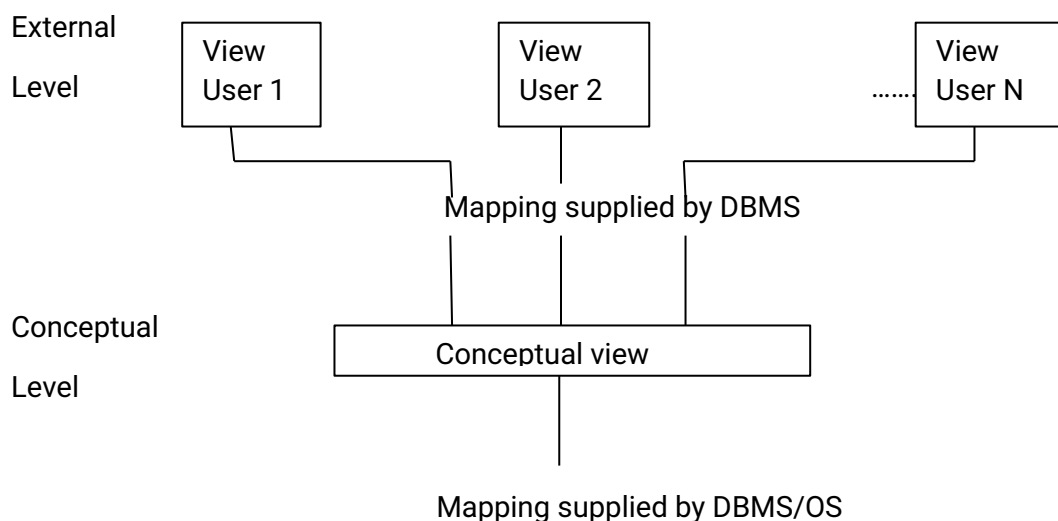 External
Level
View
User 1
View
User 2
.......
View
User N
Mapping supplied by DBMS
Conceptual
Level
Conceptual view
Mapping supplied by DBMS/OS